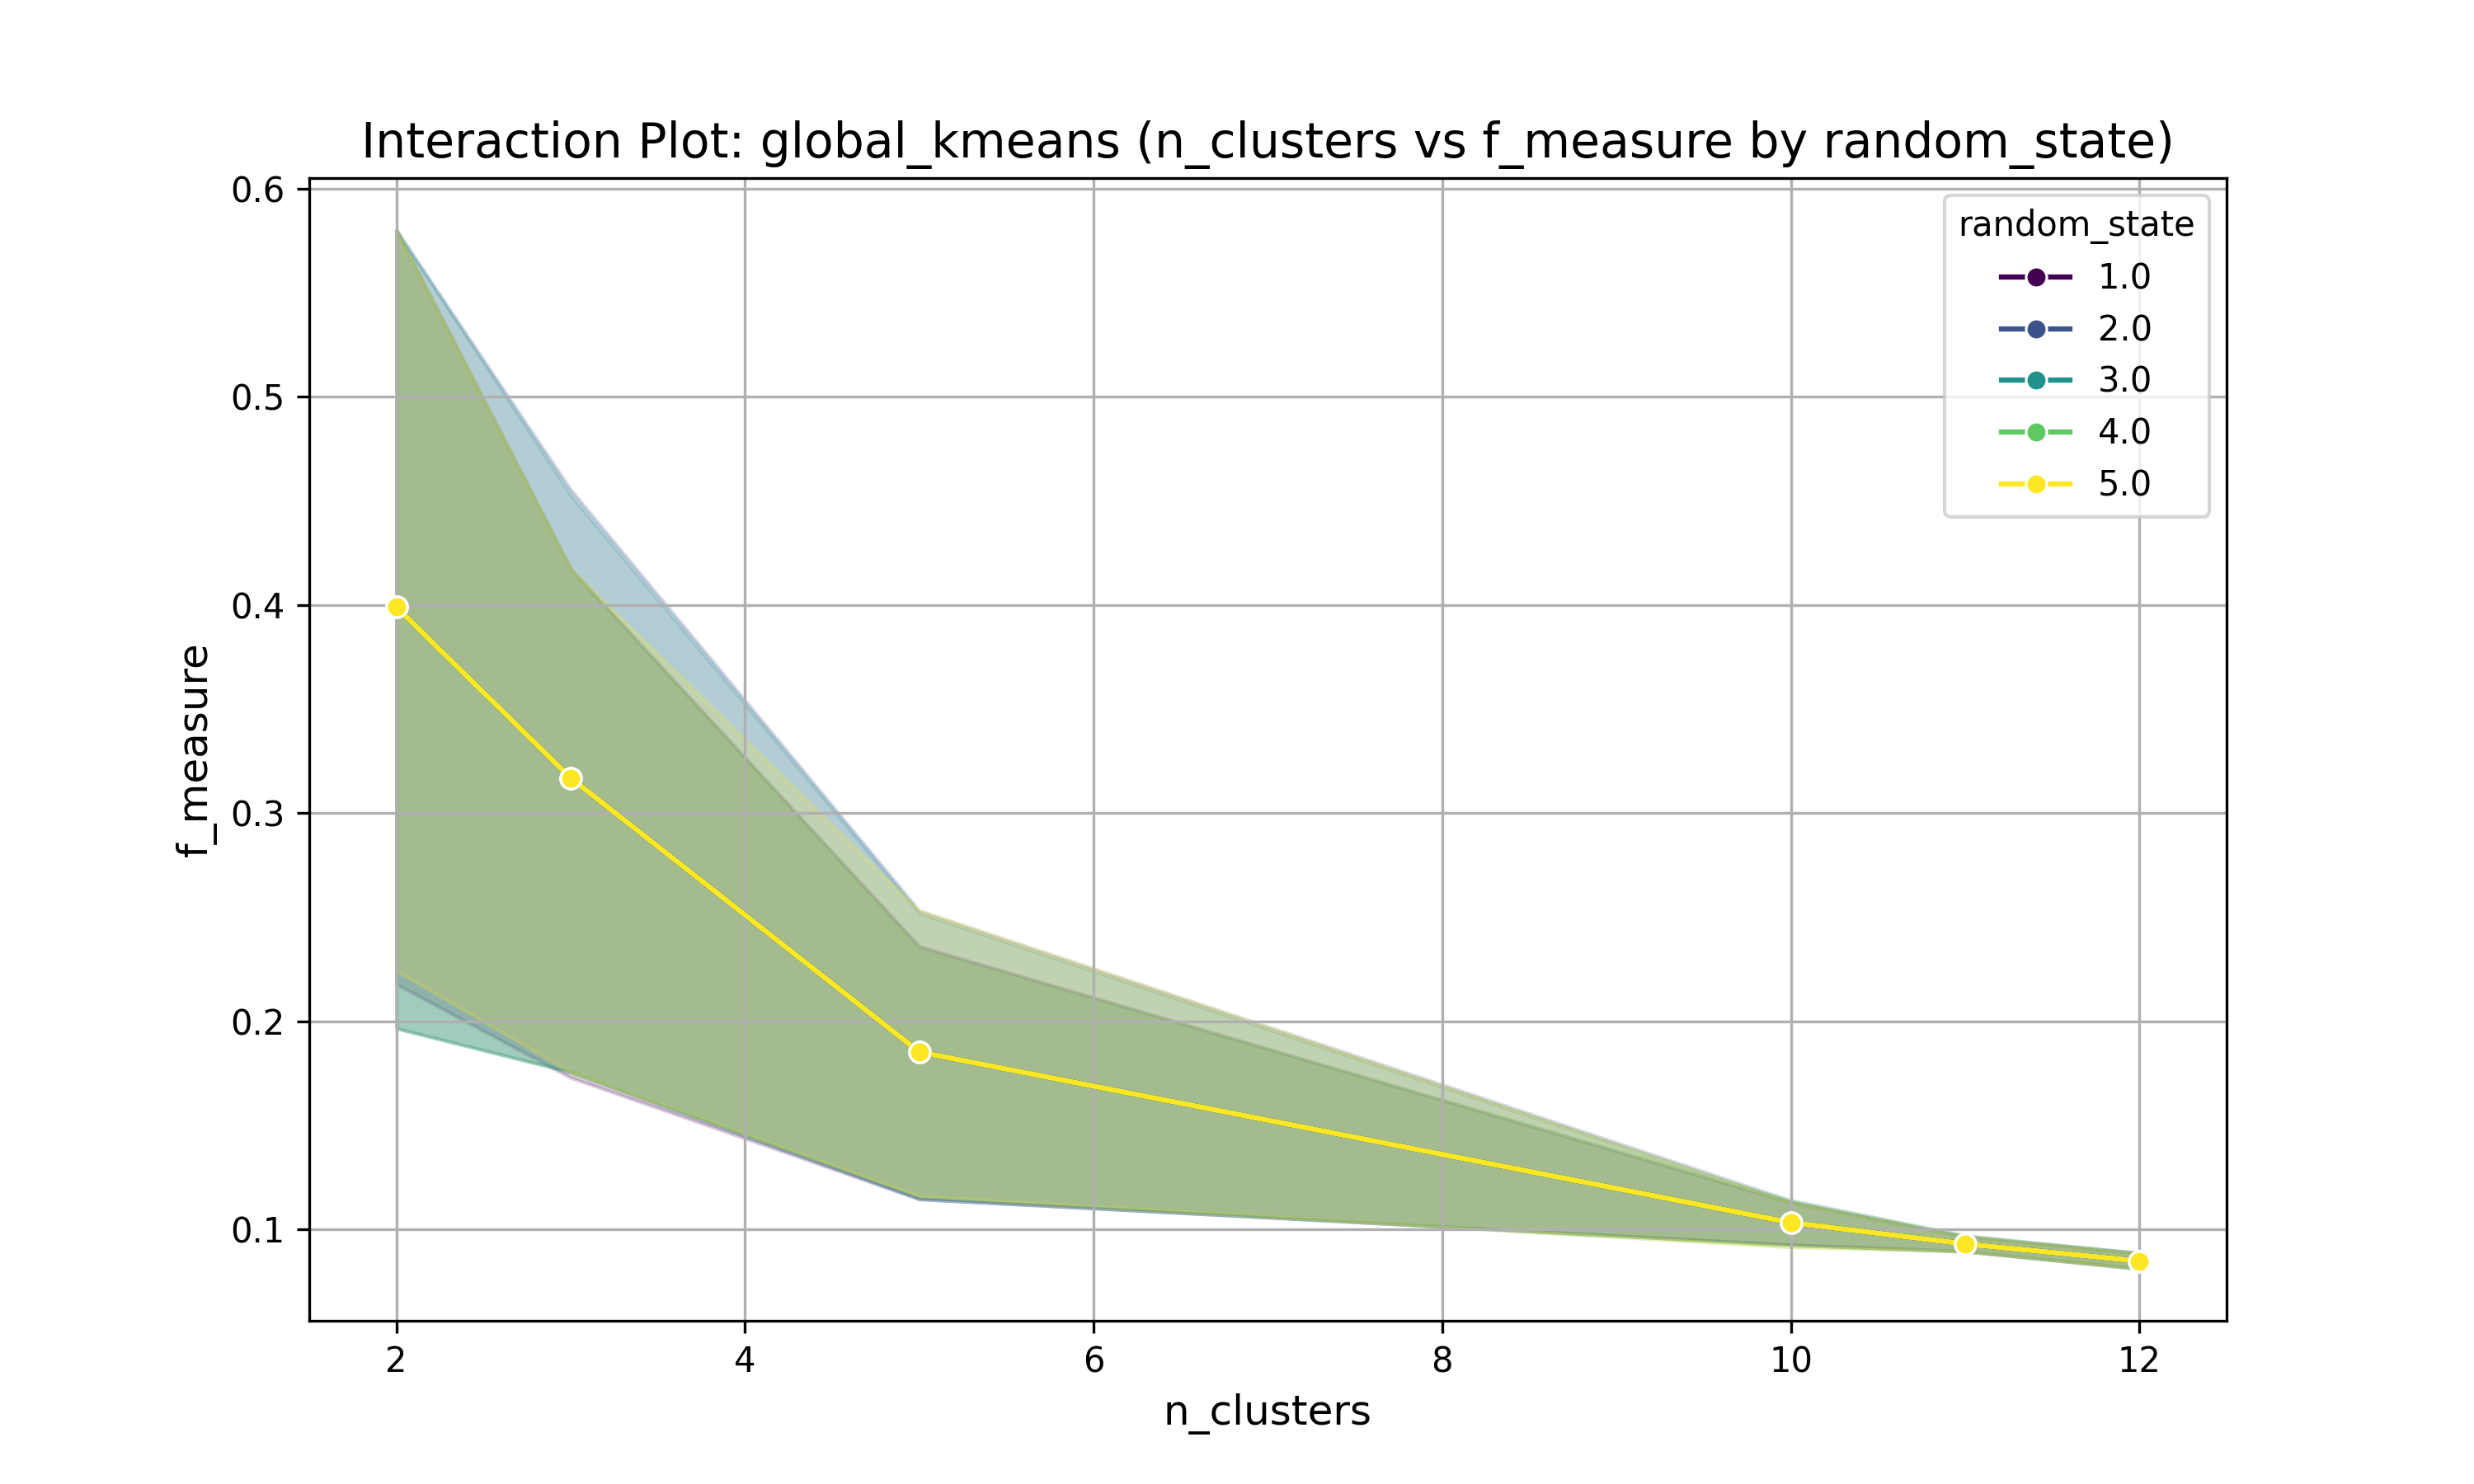 Interaction Plot: global_kmeans (n_clusters vs f_measure by random_state)
random_state
1.0
2.0
3.0
4.0
5.0
f_measure
0.6
0.5
0.4
0.3
0.2
0.1
2 4 6 8 10 12
n_clusters